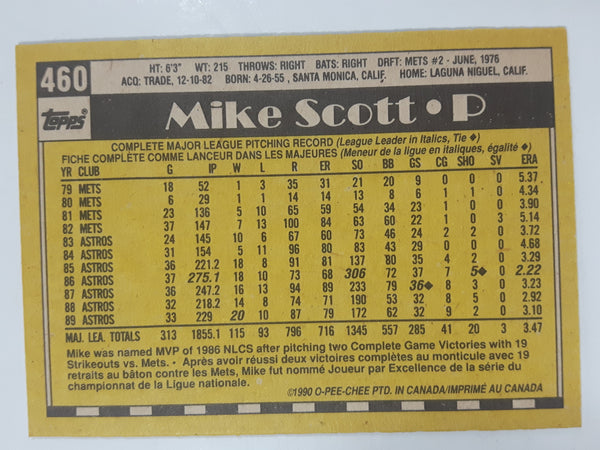 460
HT: 6'3" WT: 215 THROWS: RIGHT BATS: RIGHT DRFT: METS #2 - JUNE, 1976
ACQ: TRADE, 12-10-82 BORN: 4-26-55, SANTA MONICA, CALIF. HOME: LAGUNA NIGUEL, CALIF.
Topps®
Mike Scott • P
COMPLETE MAJOR LEAGUE PITCHING RECORD (League Leader in Italics, Tie ◆)
FICHE COMPLÈTE COMME LANCEUR DANS LES MAJEURES (Meneur de la ligue en italiques, égalité ◆)
YR CLUB G IP W L R ER SO BB GS CG SHO SV ERA
79 METS 18 52 1 3 35 31 21 20 9 0 0 0 5.37
80 METS 6 29 1 1 14 14 13 8 6 1 1 0 4.34
81 METS 23 136 5 10 65 59 54 34 23 1 0 0 3.90
82 METS 37 147 7 13 100 84 63 60 22 1 0 3 5.14
83 ASTROS 24 145 10 6 67 60 73 46 24 2 2 0 3.72
84 ASTROS 31 154 5 11 96 80 83 43 29 0 0 0 4.68
85 ASTROS 36 221.2 18 8 91 81 137 80 35 4 2 0 3.29
86 ASTROS 37 275.1 18 10 73 68 306 72 37 7 5◆ 0 2.22
87 ASTROS 36 247.2 16 13 94 89 233 79 36◆ 8 3 0 3.23
88 ASTROS 32 218.2 14 8 74 71 190 53 32 8 5 0 2.92
89 ASTROS 33 229 20 10 87 79 172 62 32 9 2 0 3.10
MAJ. LEA. TOTALS 313 1855.1 115 93 796 716 1345 557 285 41 20 3 3.47
Mike was named MVP of 1986 NLCS after pitching two Complete Game Victories with 19
Strikeouts vs. Mets. • Après avoir réussi deux victoires complètes au monticule avec 19
retraits au bâton contre les Mets, Mike fut nommé Joueur par Excellence de la série du
championnat de la Ligue nationale.
©1990 O-PEE-CHEE PTD. IN CANADA/IMPRIMÉ AU CANADA